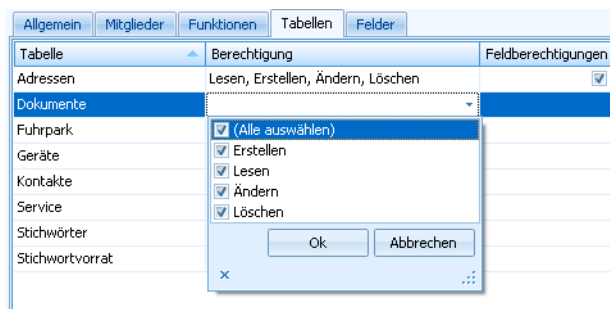 Allgemein Mitglieder Funktionen Tabellen Felder
Tabelle Berechtigung Feldberechtigungen
Adressen Lesen, Erstellen, Ändern, Löschen
Dokumente
(Alle auswählen)
Fuhrpark
Erstellen
Geräte
Lesen
Kontakte
Ändern
Service
Löschen
Stichwörter
Ok Abbrechen
Stichwortvorrat